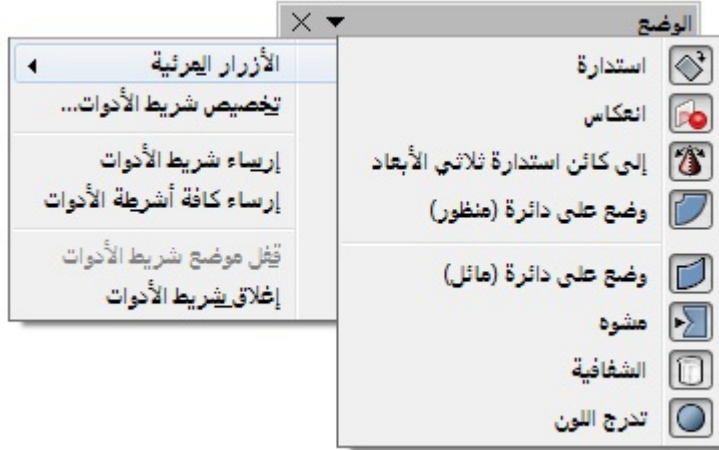 الوضع
استدارة
انعكاس
إلى كائن استدارة ثلاثي الأبعاد
وضع على دائرة (منظور)
وضع على دائرة (مائل)
مشوه
الشفافية
تدرج اللون
الأزرار المرئية
تخصيص شريط الأدوات...
إرساء شريط الأدوات
إرساء كافة أشرطة الأدوات
قفل موضع شريط الأدوات
إغلاق شريط الأدوات